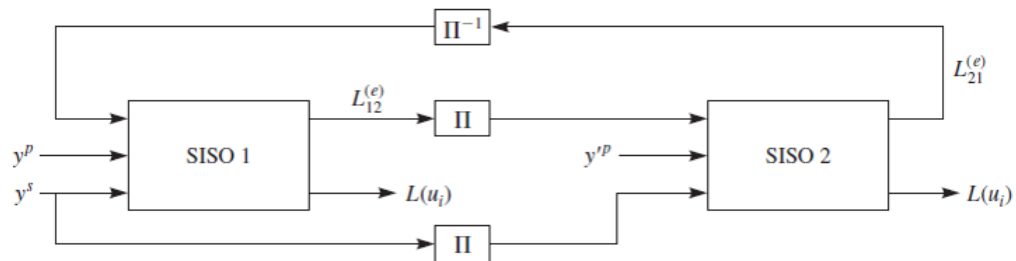 Π⁻¹
L₂₁⁽ᵉ⁾
L₁₂⁽ᵉ⁾
Π
yᵖ
SISO 1
y′ᵖ
SISO 2
yˢ
L(uᵢ)
L(uᵢ)
Π